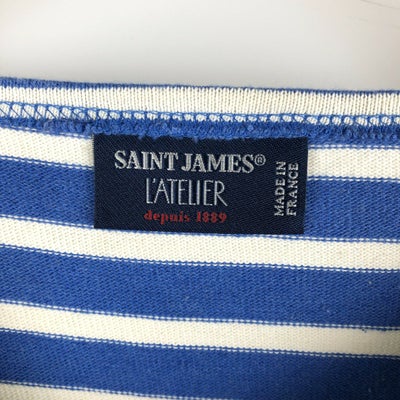 SAINT JAMES®
L'ATELIER
depuis 1889
MADE IN
FRANCE